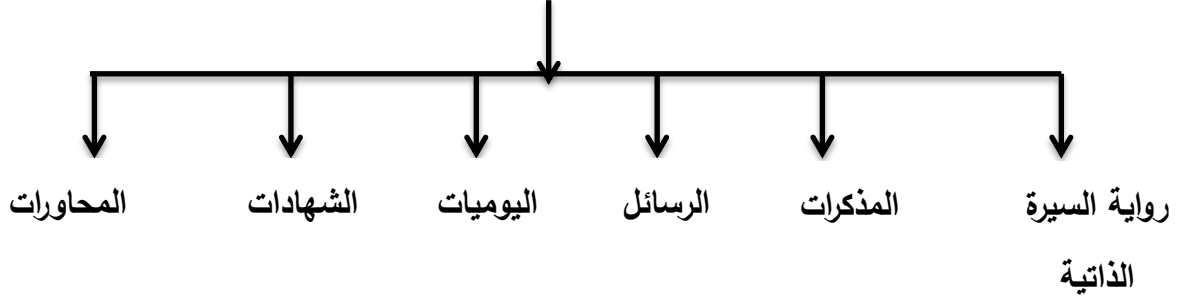 رواية السيرة الذاتية
المذكرات
الرسائل
اليوميات
الشهادات
المحاورات